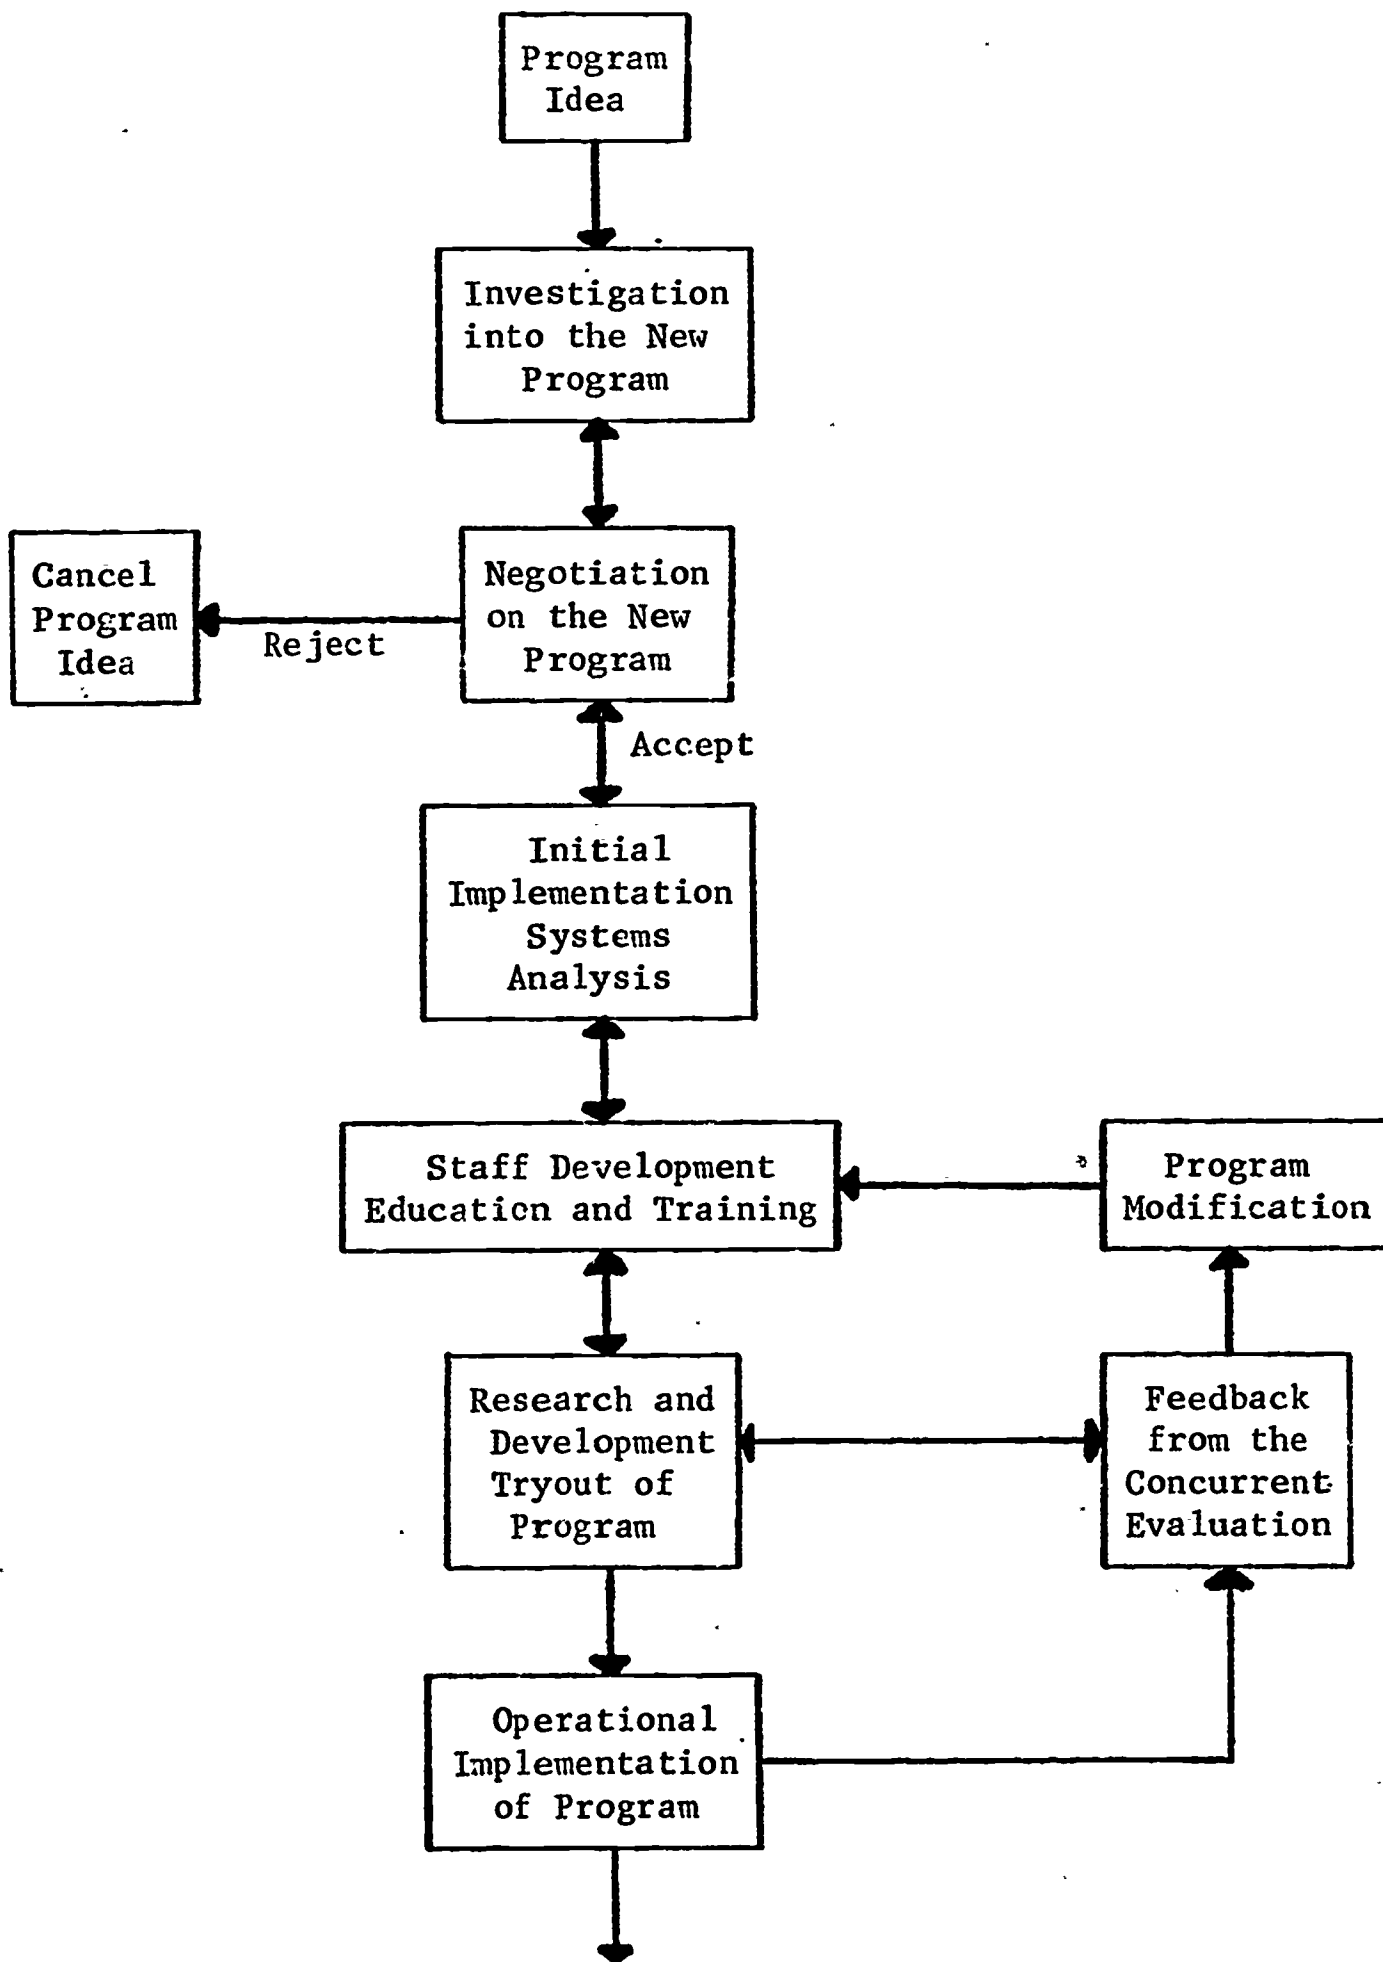 Program
Idea
Investigation
into the New
Program
Cancel
Program
Idea
Reject
Negotiation
on the New
Program
Accept
Initial
Implementation
Systems
Analysis
Staff Development
Education and Training
Program
Modification
Research and
Development
Tryout of
Program
Feedback
from the
Concurrent
Evaluation
Operational
Implementation
of Program